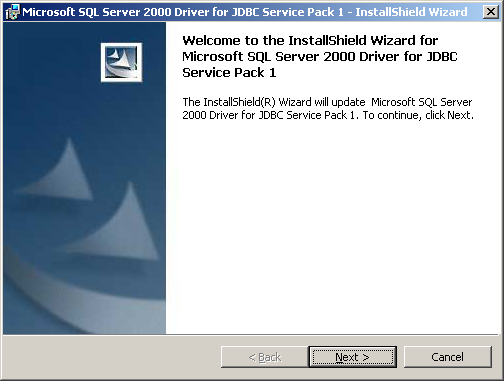 Microsoft SQL Server 2000 Driver for JDBC Service Pack 1 - InstallShield Wizard
Welcome to the InstallShield Wizard for
Microsoft SQL Server 2000 Driver for JDBC
Service Pack 1
The InstallShield(R) Wizard will update  Microsoft SQL Server
2000 Driver for JDBC Service Pack 1. To continue, click Next.
< Back
Next >
Cancel